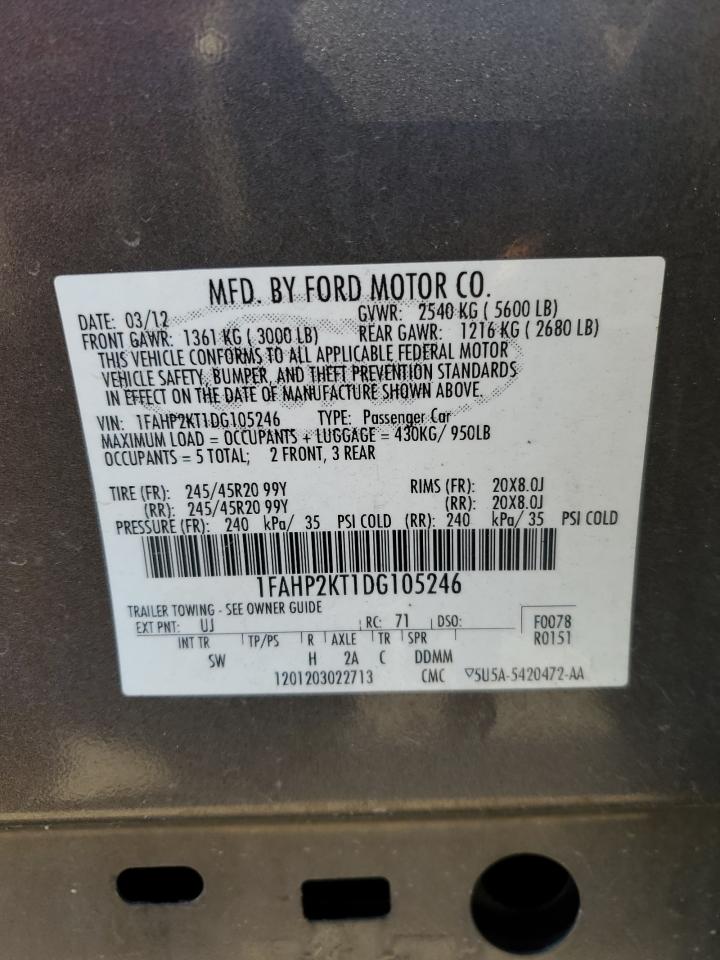 MFD. BY FORD MOTOR CO.
DATE: 03/12 GVWR: 2540 KG ( 5600 LB)
FRONT GAWR: 1361 KG ( 3000 LB) REAR GAWR: 1216 KG ( 2680 LB)
THIS VEHICLE CONFORMS TO ALL APPLICABLE FEDERAL MOTOR
VEHICLE SAFETY, BUMPER, AND THEFT PREVENTION STANDARDS
IN EFFECT ON THE DATE OF MANUFACTURE SHOWN ABOVE.
VIN: 1FAHP2KT1DG105246 TYPE: Passenger Car
MAXIMUM LOAD = OCCUPANTS + LUGGAGE = 430KG/ 950LB
OCCUPANTS = 5 TOTAL; 2 FRONT, 3 REAR
TIRE (FR): 245/45R20 99Y RIMS (FR): 20X8.0J
(RR): 245/45R20 99Y (RR): 20X8.0J
PRESSURE (FR): 240 kPa/ 35 PSI COLD (RR): 240 kPa/ 35 PSI COLD
1FAHP2KT1DG105246
TRAILER TOWING - SEE OWNER GUIDE
EXT PNT: UJ RC: 71 DSO: F0078
INT TR TP/PS R AXLE TR SPR R0151
SW H 2A C DDMM
1201203022713 CMC ▽5U5A-5420472-AA